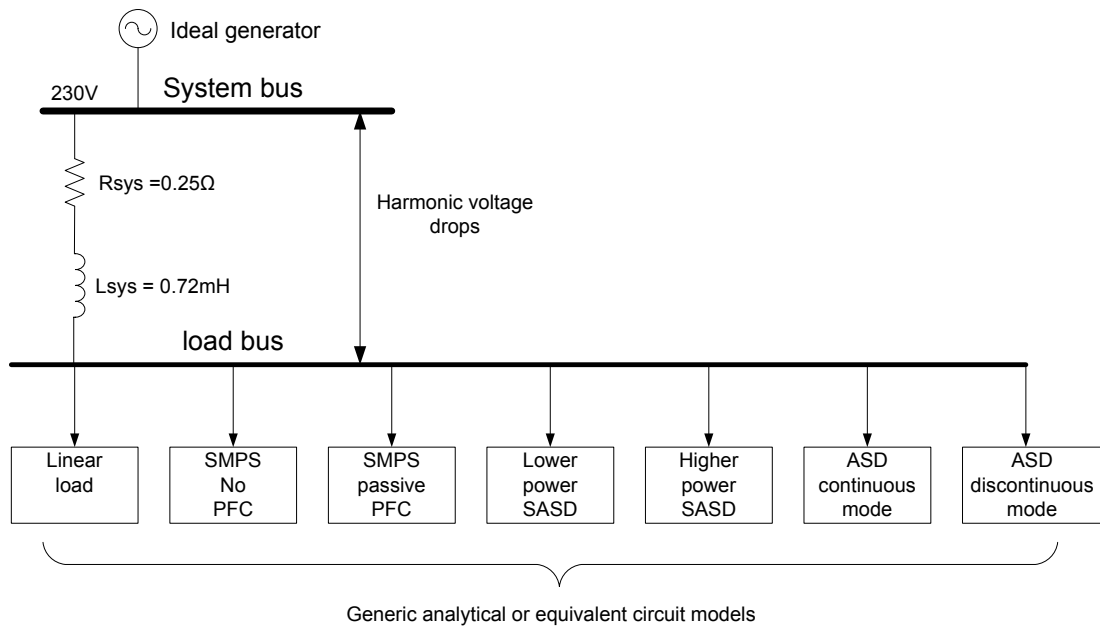 Ideal generator
230V
System bus
Rsys =0.25Ω
Harmonic voltage
drops
Lsys = 0.72mH
load bus
Linear
load
SMPS
No
PFC
SMPS
passive
PFC
Lower
power
SASD
Higher
power
SASD
ASD
continuous
mode
ASD
discontinuous
mode
Generic analytical or equivalent circuit models